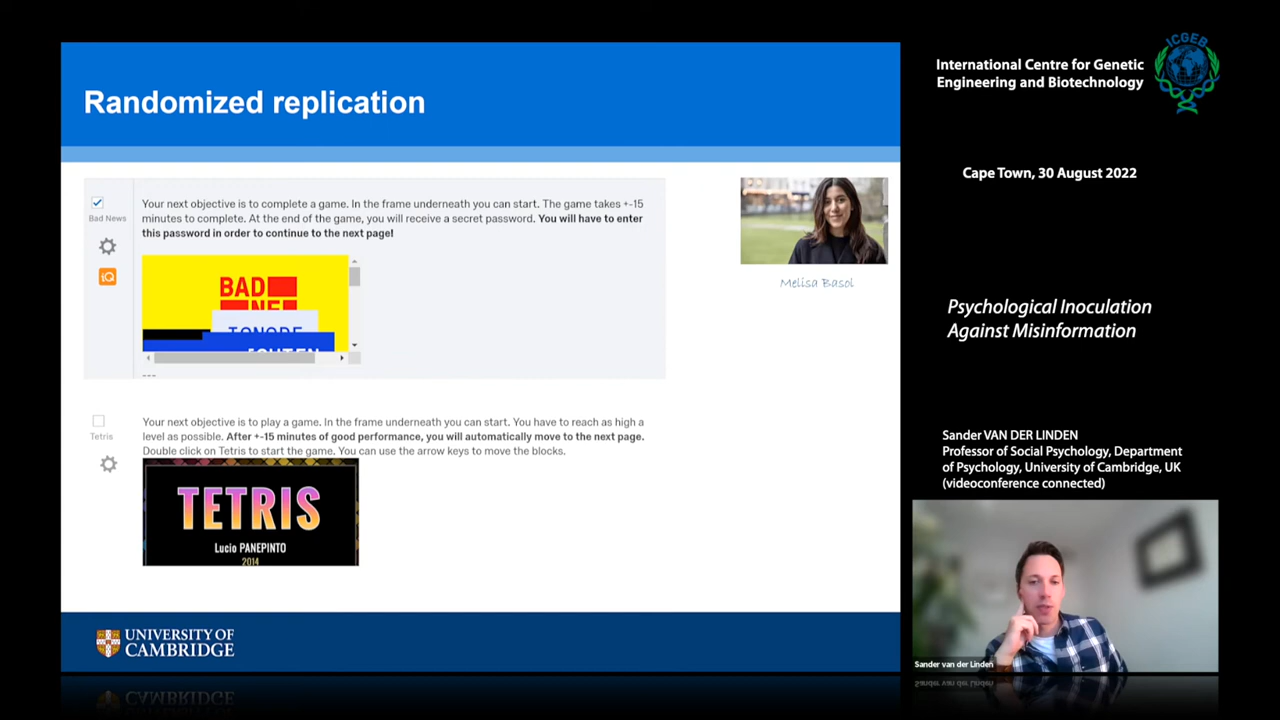 Randomized replication
Bad News
Your next objective is to complete a game. In the frame underneath you can start. The game takes +-15
minutes to complete. At the end of the game, you will receive a secret password. You will have to enter
this password in order to continue to the next page!
iQ
BAD
NE
Melisa Basol
Tetris
Your next objective is to play a game. In the frame underneath you can start. You have to reach as high a
level as possible. After +-15 minutes of good performance, you will automatically move to the next page.
Double click on Tetris to start the game. You can use the arrow keys to move the blocks.
TETRIS
Lucio PANEPINTO
2014
UNIVERSITY OF
CAMBRIDGE
International Centre for Genetic
Engineering and Biotechnology
ICGEB
Cape Town, 30 August 2022
Psychological Inoculation
Against Misinformation
Sander VAN DER LINDEN
Professor of Social Psychology, Department
of Psychology, University of Cambridge, UK
(videoconference connected)
Sander van der Linden